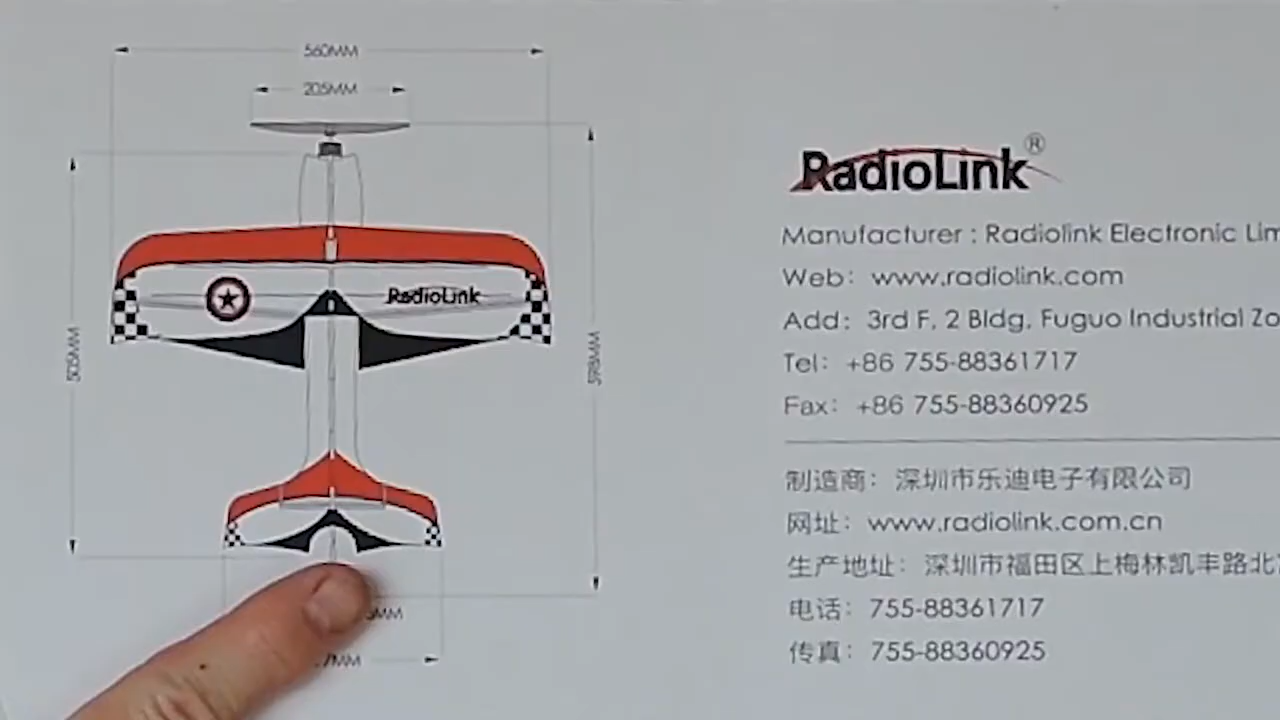 560MM
205MM
505MM
598MM
RadioLink
RadioLink®
Manufacturer : Radiolink Electronic
Web: www.radiolink.com
Add: 3rd F, 2 Bldg, Fuguo Industrial
Tel: +86 755-88361717
Fax: +86 755-88360925
制造商: 深圳市乐迪电子有限公司
网址: www.radiolink.com.cn
生产地址: 深圳市福田区上梅林凯丰路北
电话: 755-88361717
传真: 755-88360925